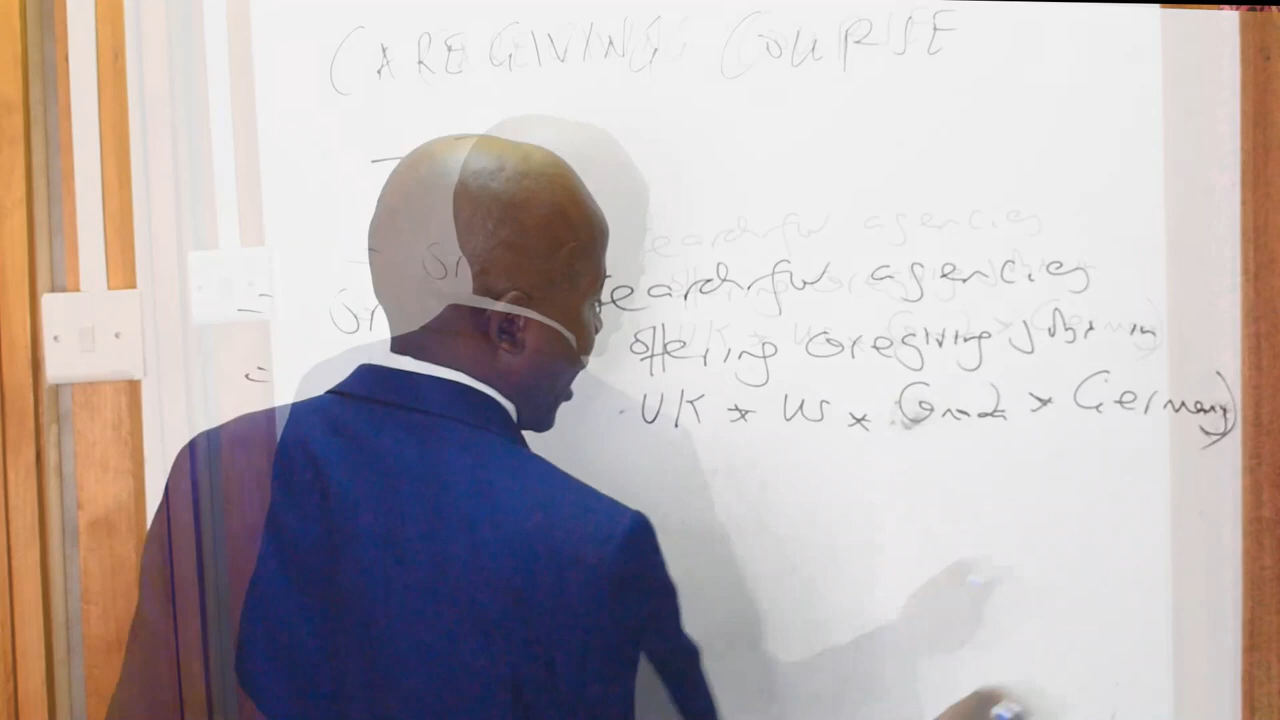 CAREGIVING COURSE
search for agencies
offering caregiving jobs in
UK * US * Canada * Germany)